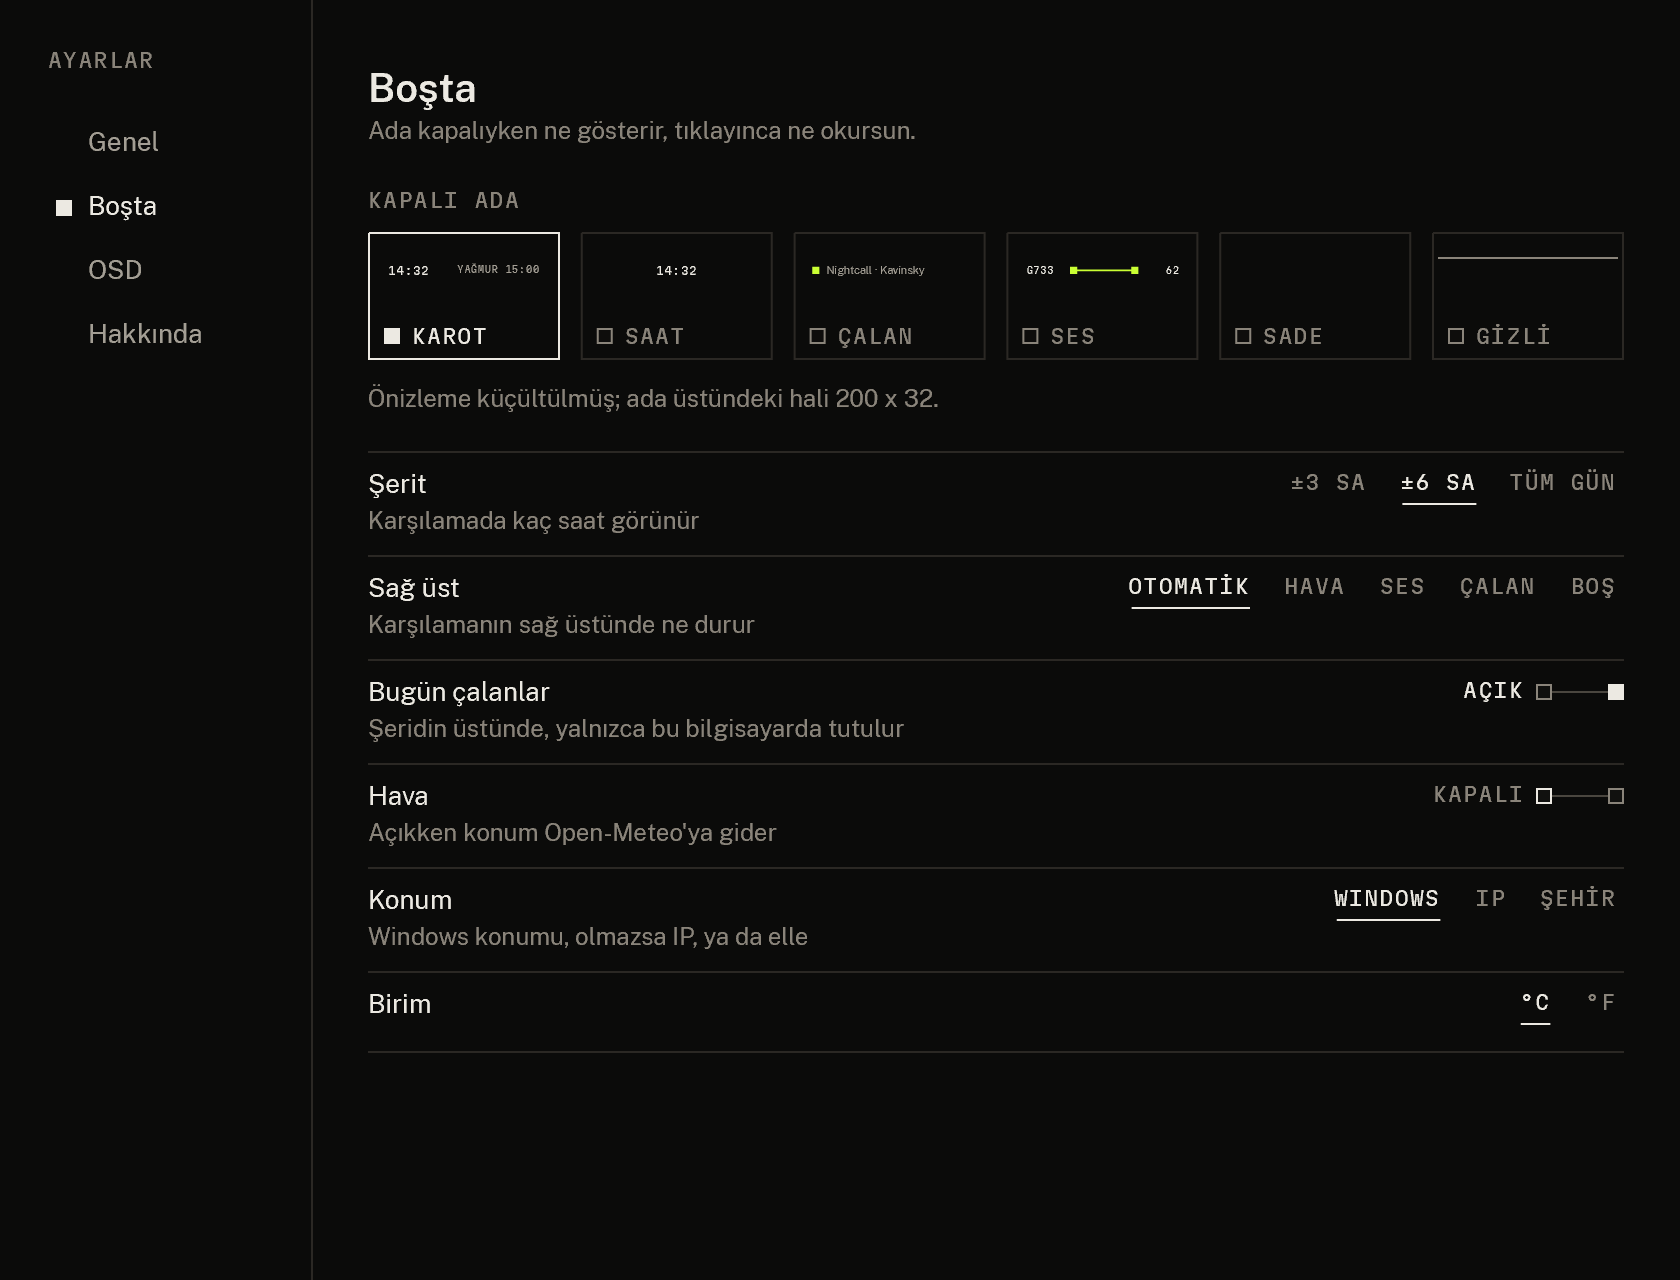 AYARLAR
Genel
Boşta
OSD
Hakkında
Boşta
Ada kapalıyken ne gösterir, tıklayınca ne okursun.
KAPALI ADA
14:32 YAĞMUR 15:00
KAROT
14:32
SAAT
Nightcall · Kavinsky
ÇALAN
G733 62
SES
SADE
GİZLİ
Önizleme küçültülmüş; ada üstündeki hali 200 x 32.
Şerit ±3 SA ±6 SA TÜM GÜN
Karşılamada kaç saat görünür
Sağ üst OTOMATİK HAVA SES ÇALAN BOŞ
Karşılamanın sağ üstünde ne durur
Bugün çalanlar AÇIK
Şeridin üstünde, yalnızca bu bilgisayarda tutulur
Hava KAPALI
Açıkken konum Open-Meteo'ya gider
Konum WINDOWS IP ŞEHİR
Windows konumu, olmazsa IP, ya da elle
Birim °C °F